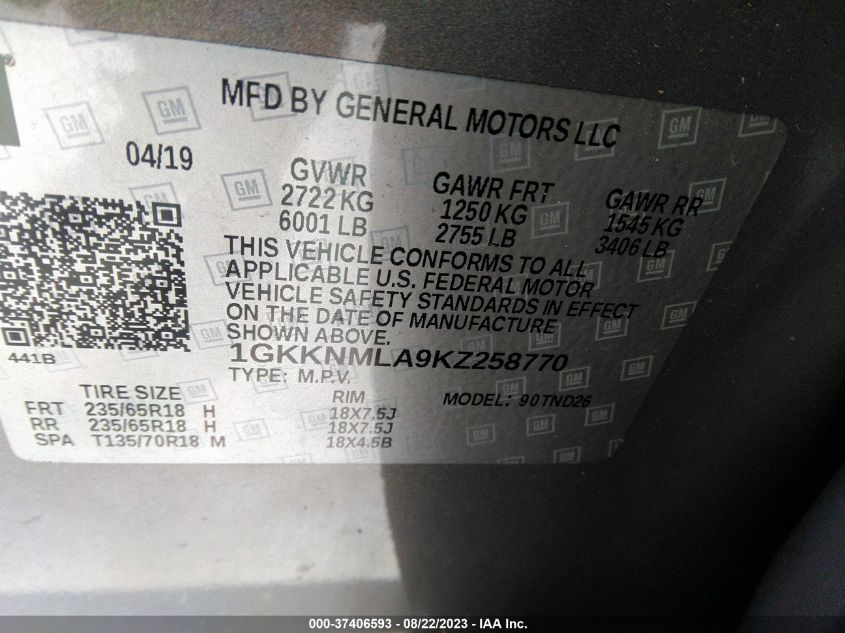 MFD BY GENERAL MOTORS LLC
04/19
GVWR
2722 KG
6001 LB
GAWR FRT
1250 KG
2755 LB
GAWR RR
1545 KG
3406 LB
THIS VEHICLE CONFORMS TO ALL
APPLICABLE U.S. FEDERAL MOTOR
VEHICLE SAFETY STANDARDS IN EFFECT
ON THE DATE OF MANUFACTURE
SHOWN ABOVE.
441B
1GKKNMLA9KZ258770
TYPE: M.P.V.
MODEL: 90TND26
TIRE SIZE RIM
FRT 235/65R18 H 18X7.5J
RR 235/65R18 H 18X7.5J
SPA T135/70R18 M 18X4.5B
GM
000-37406593 - 08/22/2023 - IAA Inc.